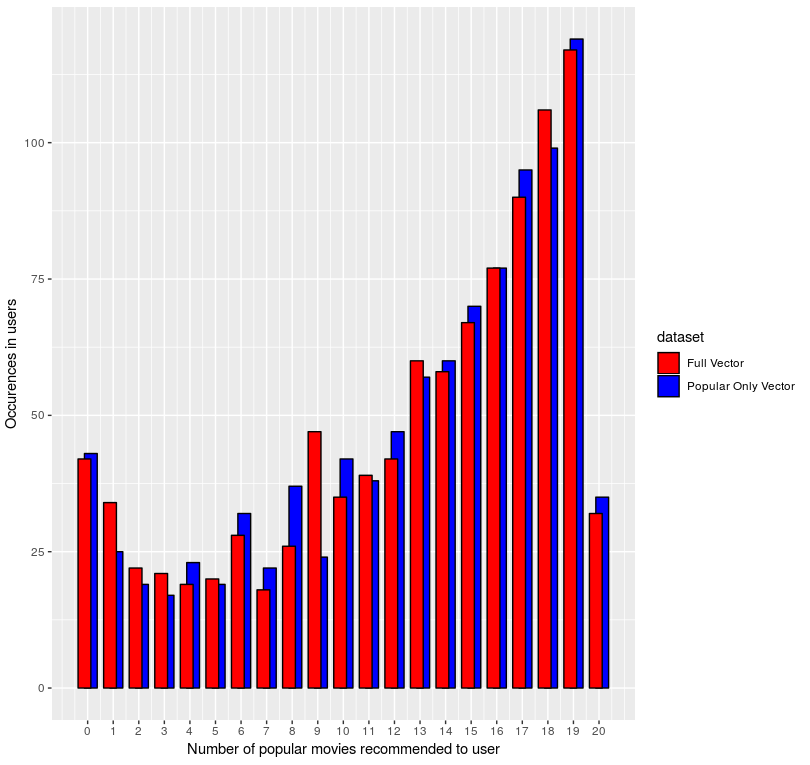 100
75
50
25
0
Occurences in users
0 1 2 3 4 5 6 7 8 9 10 11 12 13 14 15 16 17 18 19 20
Number of popular movies recommended to user
dataset
Full Vector
Popular Only Vector